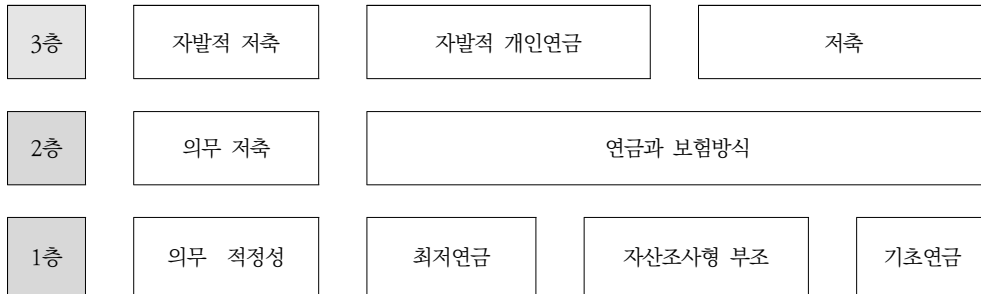 3층 자발적 저축 자발적 개인연금 저축
2층 의무 저축 연금과 보험방식
1층 의무 적정성 최저연금 자산조사형 부조 기초연금